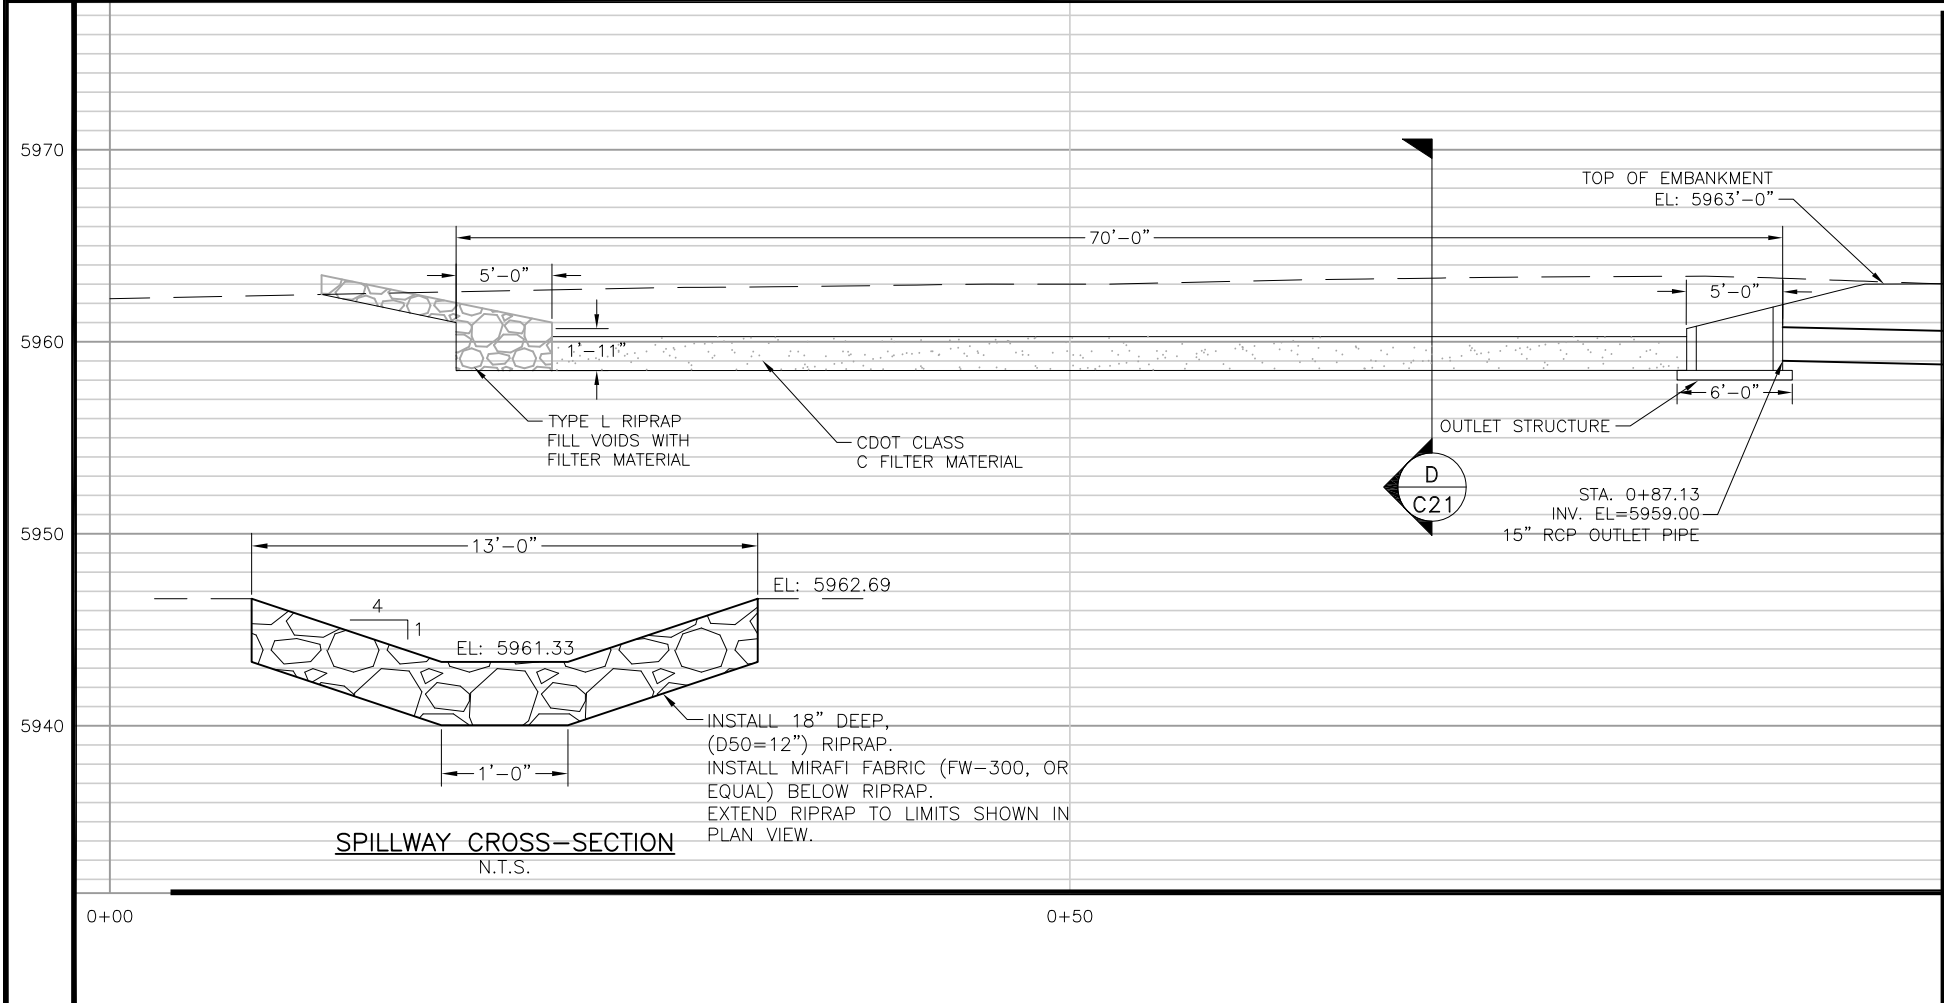 5970
5960
5950
5940
TOP OF EMBANKMENT
EL: 5963'-0"
70'-0"
5'-0"
5'-0"
1'-11"
6'-0"
TYPE L RIPRAP
FILL VOIDS WITH
FILTER MATERIAL
CDOT CLASS
C FILTER MATERIAL
OUTLET STRUCTURE
D
C21
STA. 0+87.13
INV. EL=5959.00
15" RCP OUTLET PIPE
13'-0"
EL: 5962.69
4
1
EL: 5961.33
1'-0"
INSTALL 18" DEEP,
(D50=12") RIPRAP.
INSTALL MIRAFI FABRIC (FW-300, OR
EQUAL) BELOW RIPRAP.
EXTEND RIPRAP TO LIMITS SHOWN IN
PLAN VIEW.
SPILLWAY CROSS-SECTION
N.T.S.
0+00
0+50